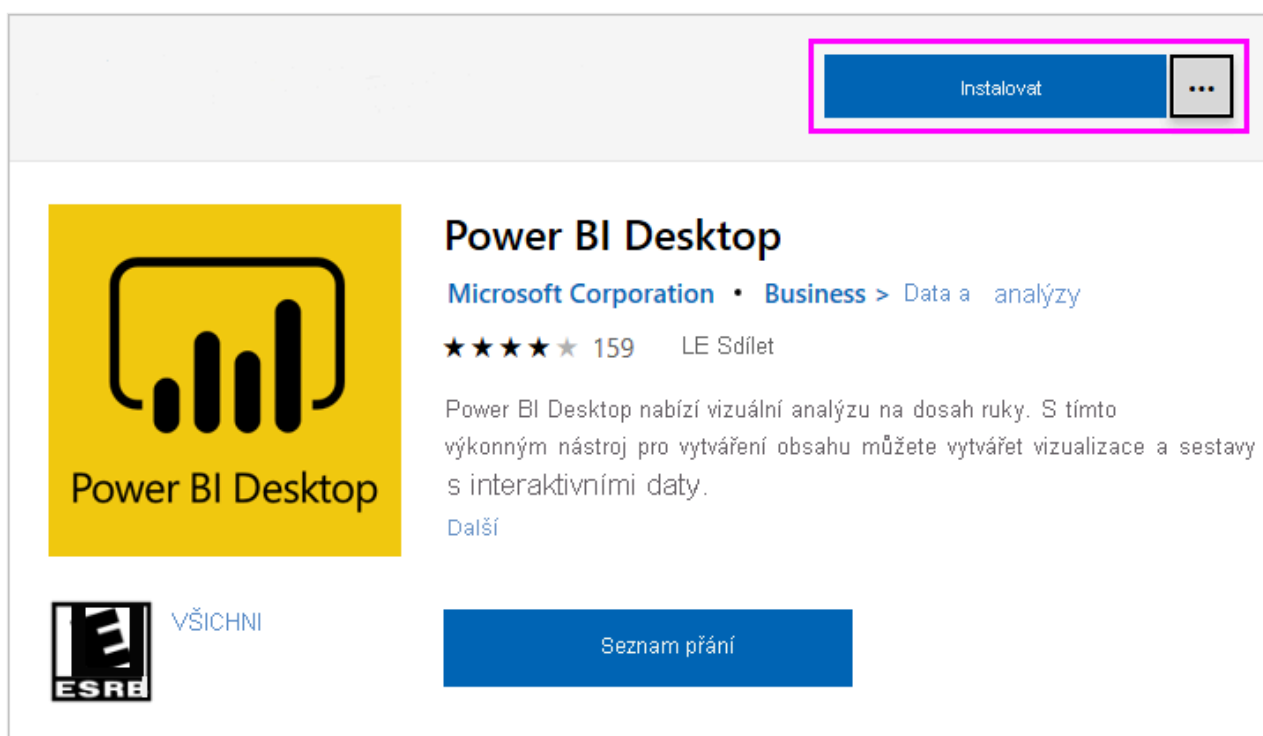 Instalovat ...
Power BI Desktop
Power BI Desktop
Microsoft Corporation • Business > Data a analýzy
159 LE Sdílet
Power BI Desktop nabízí vizuální analýzu na dosah ruky. S tímto
výkonným nástroj pro vytváření obsahu můžete vytvářet vizualizace a sestavy
s interaktivními daty.
Další
E
ESRB
VŠICHNI
Seznam přání